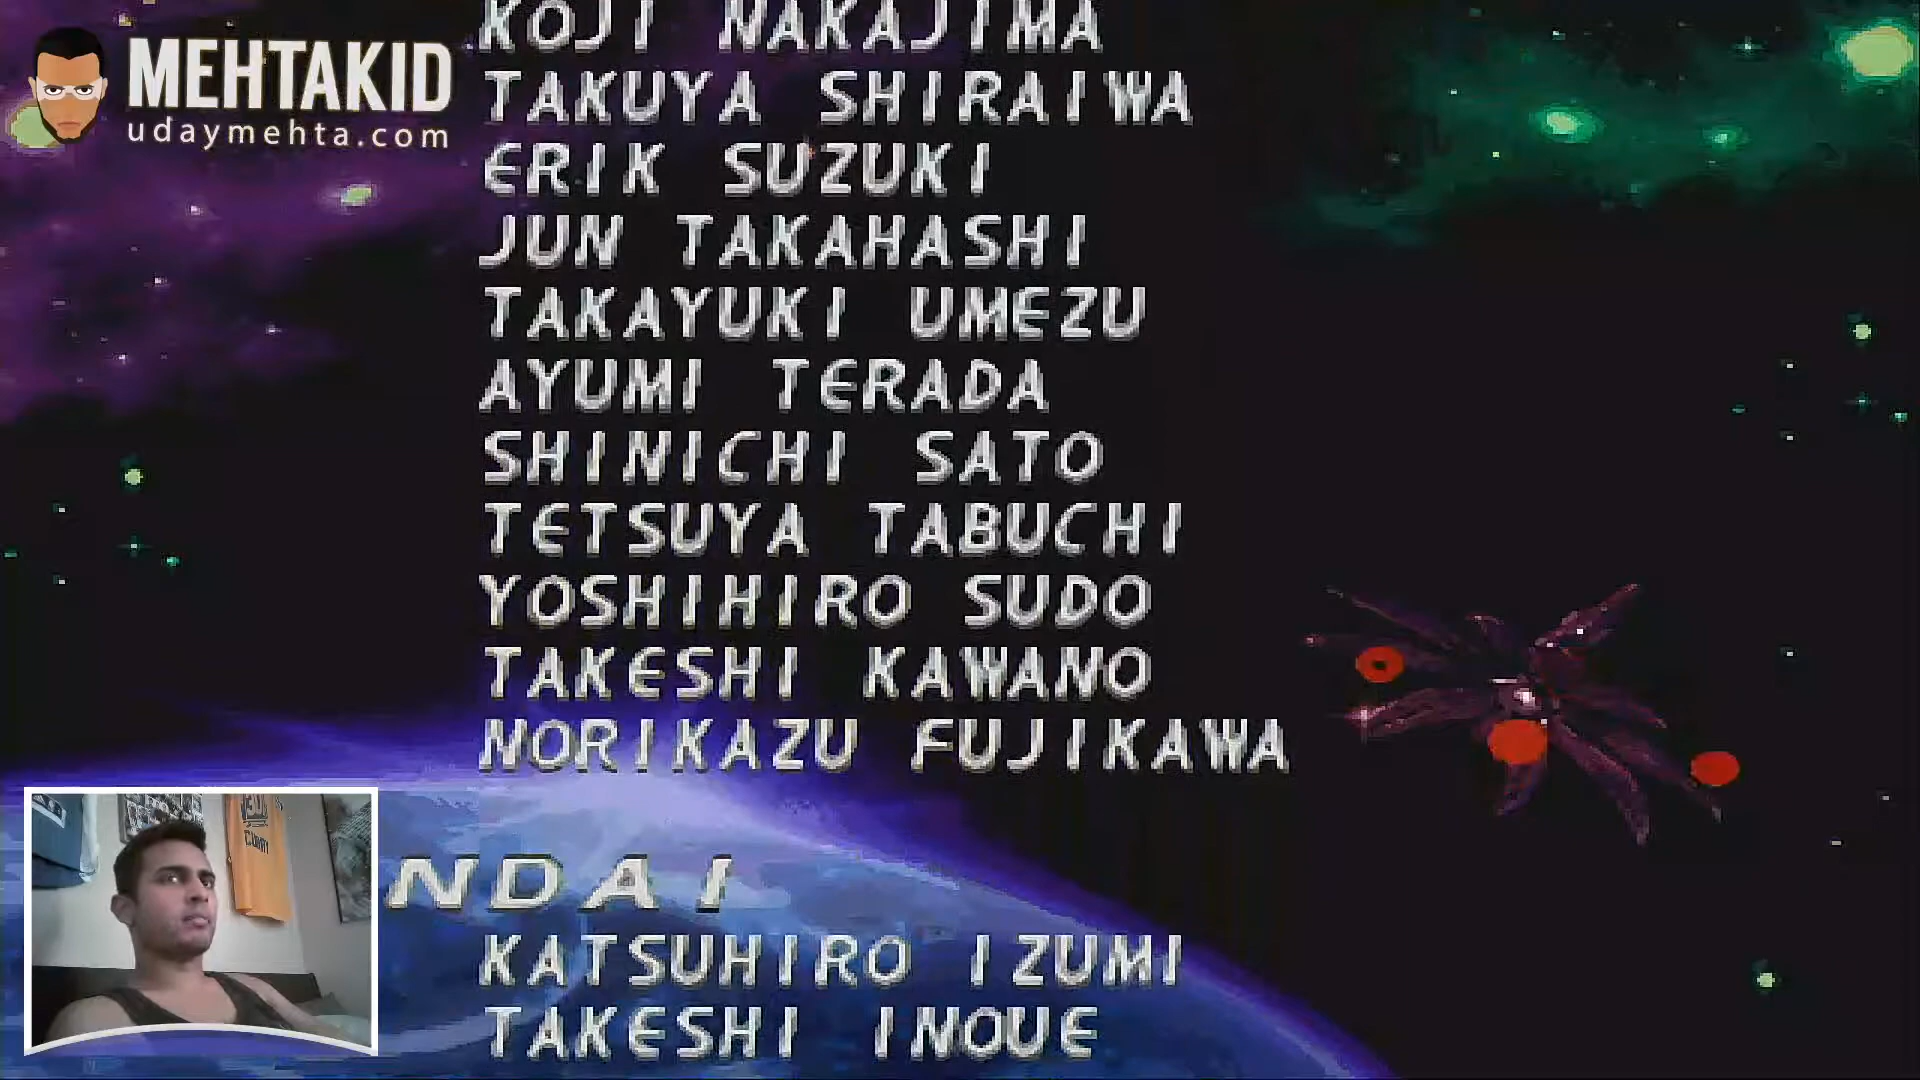 MEHTAKID
udaymehta.com
KOJI NAKAJIMA
TAKUYA SHIRAIWA
ERIK SUZUKI
JUN TAKAHASHI
TAKAYUKI UMEZU
AYUMI TERADA
SHINICHI SATO
TETSUYA TABUCHI
YOSHIHIRO SUDO
TAKESHI KAWANO
NORIKAZU FUJIKAWA
NDAI
KATSUHIRO IZUMI
TAKESHI INOUE
CURRY